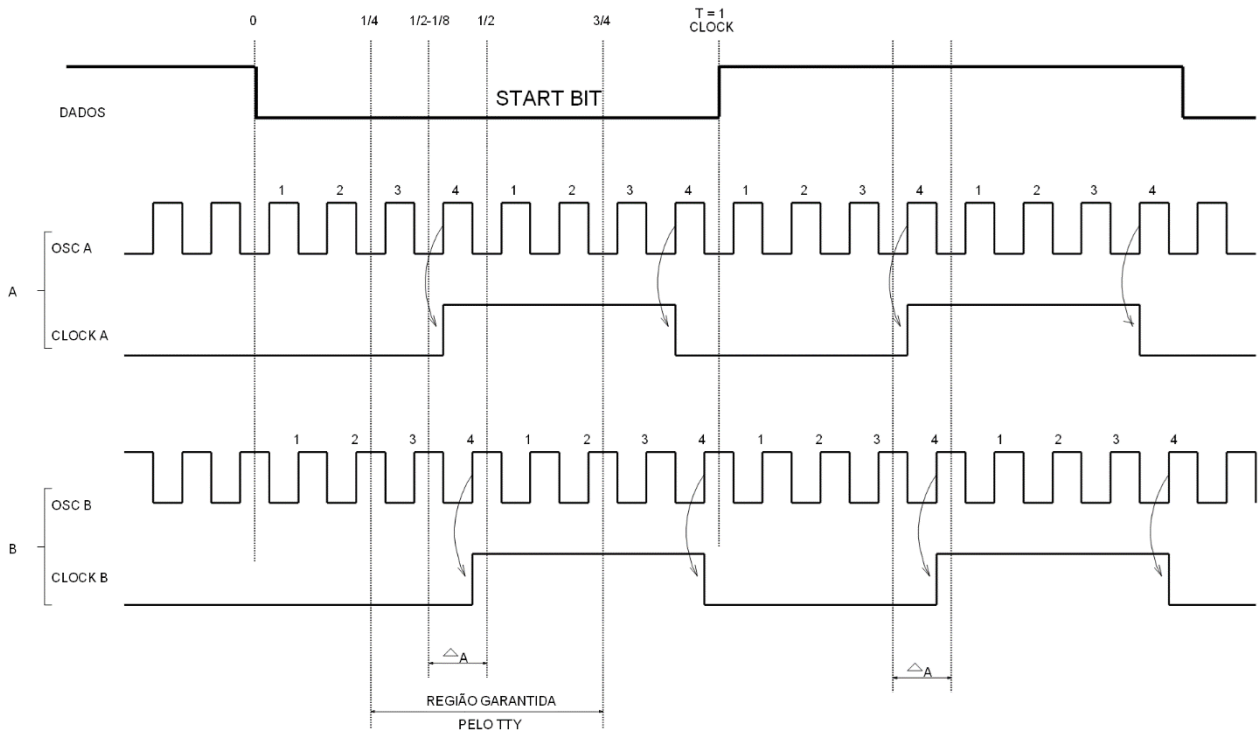 0 1/4 1/2-1/8 1/2 3/4 T = 1
CLOCK
START BIT
DADOS
1 2 3 4 1 2 3 4 1 2 3 4 1 2 3 4
OSC A
A
CLOCK A
1 2 3 4 1 2 3 4 1 2 3 4 1 2 3 4
OSC B
B
CLOCK B
△A △A
REGIÃO GARANTIDA
PELO TTY